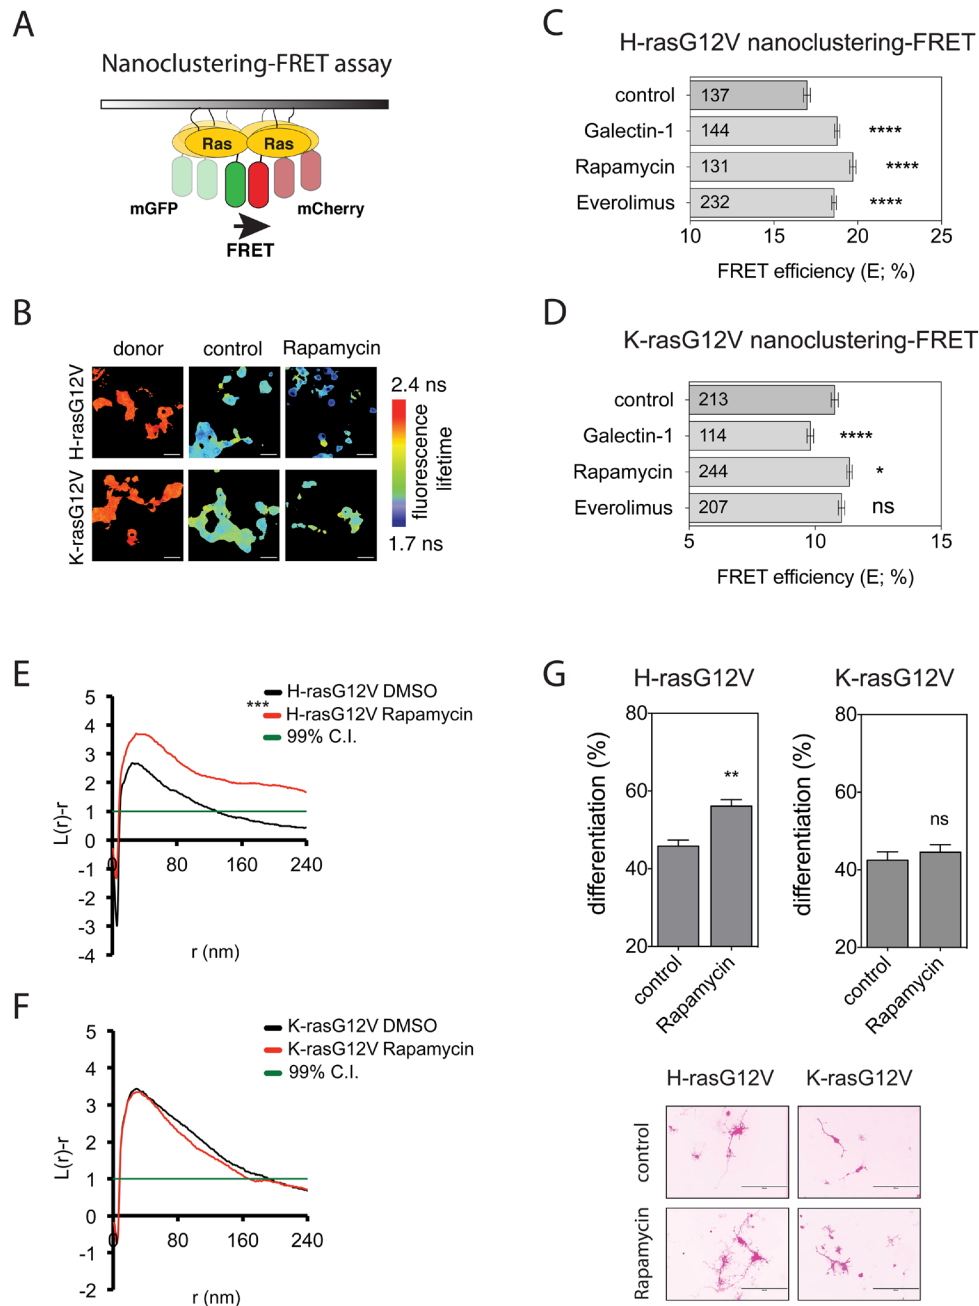 A
Nanoclustering-FRET assay
Ras
Ras
mGFP
mCherry
FRET
B
donor
control
Rapamycin
H-rasG12V
K-rasG12V
2.4 ns
fluorescence
lifetime
1.7 ns
C
H-rasG12V nanoclustering-FRET
control
137
Galectin-1
144
****
Rapamycin
131
****
Everolimus
232
****
10
15
20
25
FRET efficiency (E; %)
D
K-rasG12V nanoclustering-FRET
control
213
Galectin-1
114
****
Rapamycin
244
*
Everolimus
207
ns
5
10
15
FRET efficiency (E; %)
E
H-rasG12V DMSO
***
H-rasG12V Rapamycin
99% C.I.
L(r)-r
5
4
3
2
1
0
-1
-2
-3
-4
0
80
160
240
r (nm)
F
K-rasG12V DMSO
K-rasG12V Rapamycin
99% C.I.
L(r)-r
5
4
3
2
1
0
-1
-2
0
80
160
240
r (nm)
G
H-rasG12V
differentiation (%)
80
60
40
20
**
control
Rapamycin
K-rasG12V
differentiation (%)
80
60
40
20
ns
control
Rapamycin
H-rasG12V
K-rasG12V
control
Rapamycin